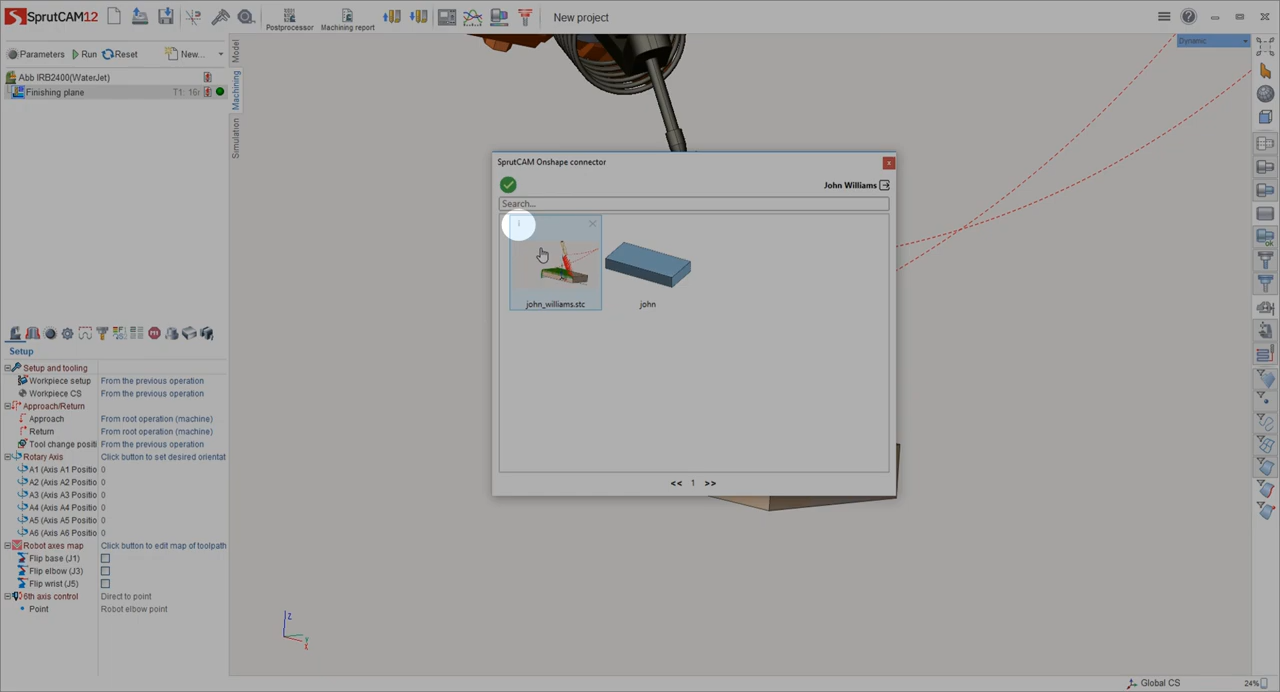 SprutCAM12
Postprocessor
Machining report
New project
Parameters
Run
Reset
New...
Abb IRB2400(WaterJet)
Finishing plane
T1: 16r
Model
Machining
Simulation
Dynamic
SprutCAM Onshape connector
John Williams
Search...
john_williams.stc
john
<< 1 >>
Setup
Setup and tooling
Workpiece setup From the previous operation
Workpiece CS From the previous operation
Approach/Return
Approach From root operation (machine)
Return From root operation (machine)
Tool change positi From the previous operation
Rotary Axis Click button to set desired orientat
A1 (Axis A1 Positio 0
A2 (Axis A2 Positio 0
A3 (Axis A3 Positio 0
A4 (Axis A4 Positio 0
A5 (Axis A5 Positio 0
A6 (Axis A6 Positio 0
Robot axes map Click button to edit map of toolpath
Flip base (J1)
Flip elbow (J3)
Flip wrist (J5)
6th axis control Direct to point
Point Robot elbow point
Z
Y
X
Global CS
24%